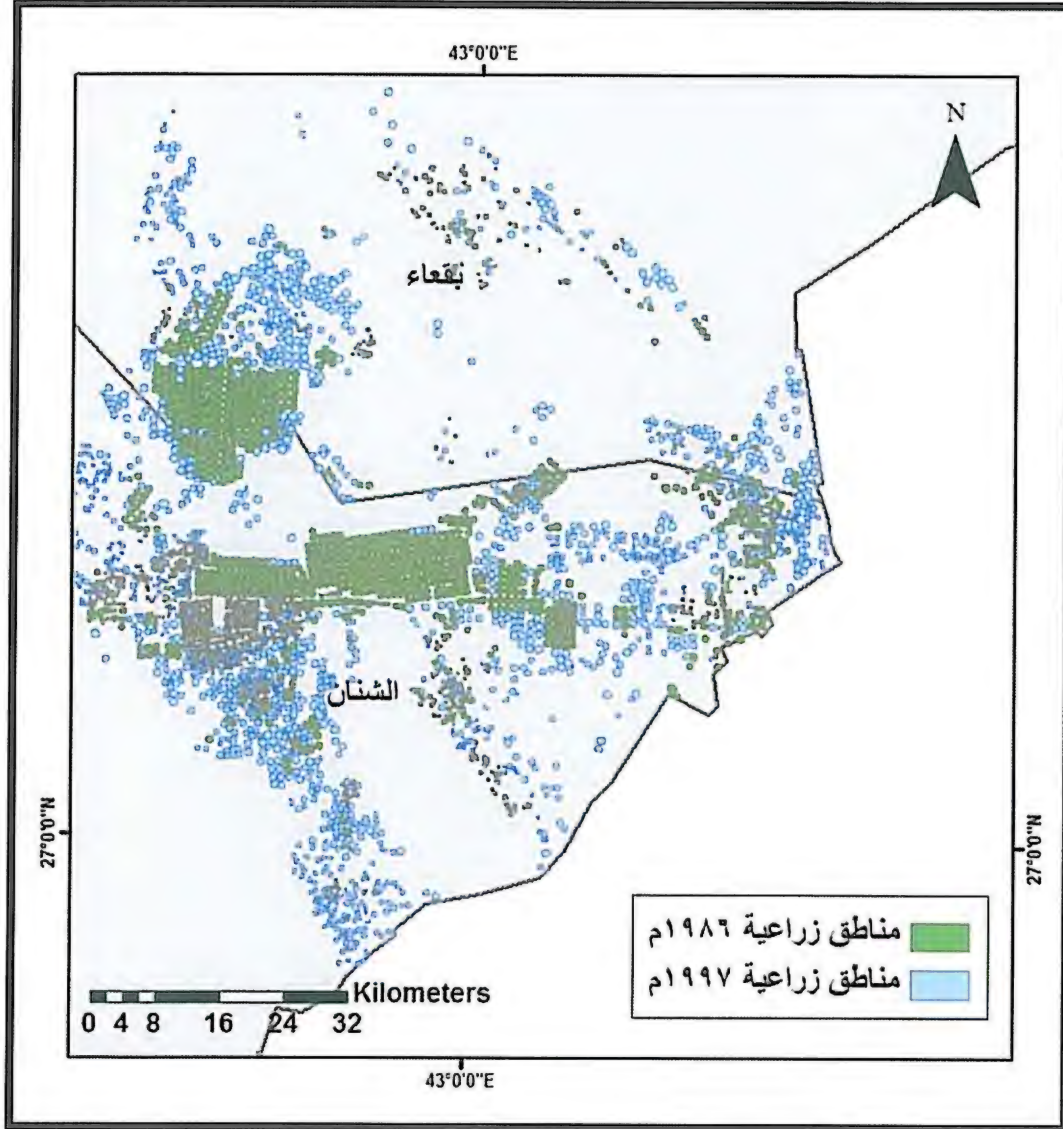 43°0'0"E
N
بقعاء
الشنان
27°0'0"N
27°0'0"N
مناطق زراعية ١٩٨٦م
مناطق زراعية ١٩٩٧م
Kilometers
0 4 8 16 24 32
43°0'0"E